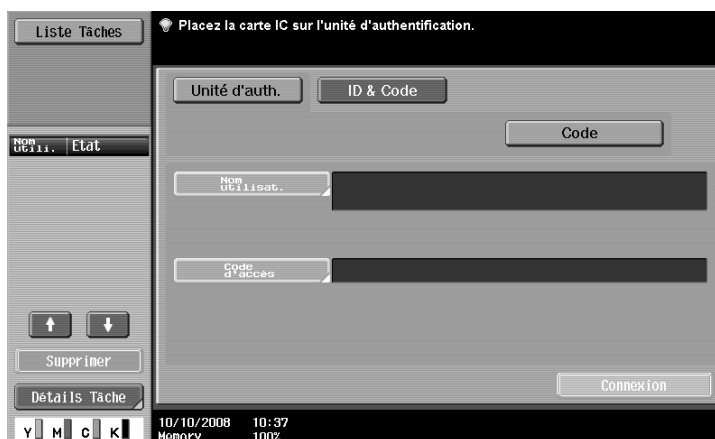 Liste Tâches
Placez la carte IC sur l'unité d'authentification.
Unité d'auth.
ID & Code
Code
Nom
utili.
Etat
Nom
utilisat.
Code
d'accès
Supprimer
Connexion
Détails Tâche
Y M C K
10/10/2008 10:37
Memory 100%